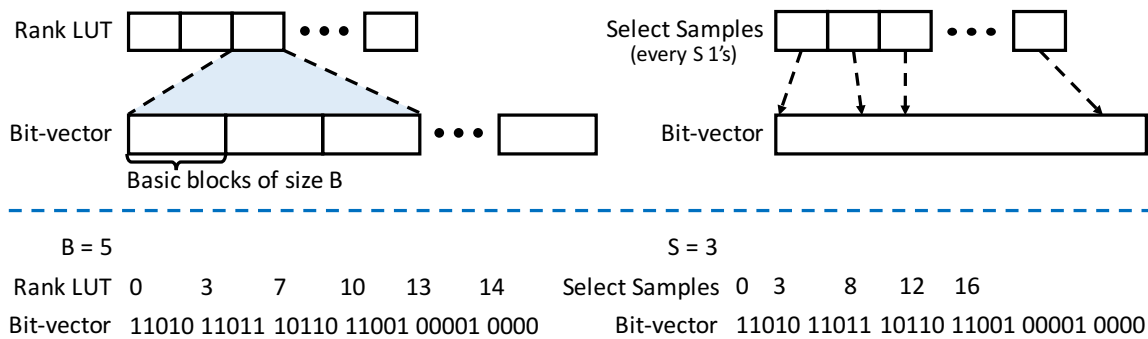 Rank LUT
Bit-vector
Basic blocks of size B
Select Samples
(every S 1's)
Bit-vector
B = 5
Rank LUT 0 3 7 10 13 14
Bit-vector 11010 11011 10110 11001 00001 0000
S = 3
Select Samples 0 3 8 12 16
Bit-vector 11010 11011 10110 11001 00001 0000